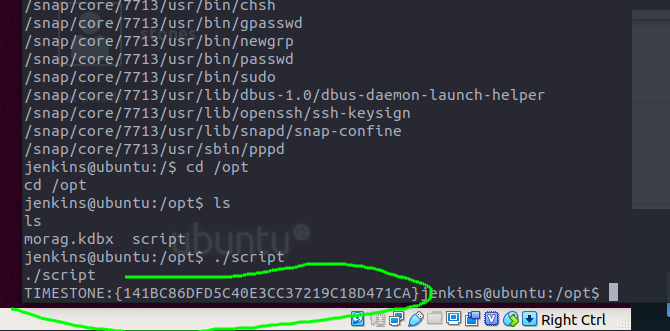 /snap/core/7713/usr/bin/chsh
/snap/core/7713/usr/bin/gpasswd
/snap/core/7713/usr/bin/newgrp
/snap/core/7713/usr/bin/passwd
/snap/core/7713/usr/bin/sudo
/snap/core/7713/usr/lib/dbus-1.0/dbus-daemon-launch-helper
/snap/core/7713/usr/lib/openssh/ssh-keysign
/snap/core/7713/usr/lib/snapd/snap-confine
/snap/core/7713/usr/sbin/pppd
jenkins@ubuntu:/$ cd /opt
cd /opt
jenkins@ubuntu:/opt$ ls
ls
morag.kdbx  script
ubuntu
jenkins@ubuntu:/opt$ ./script
./script
TIMESTONE:{141BC86DFD5C40E3CC37219C18D471CA}jenkins@ubuntu:/opt$
Right Ctrl